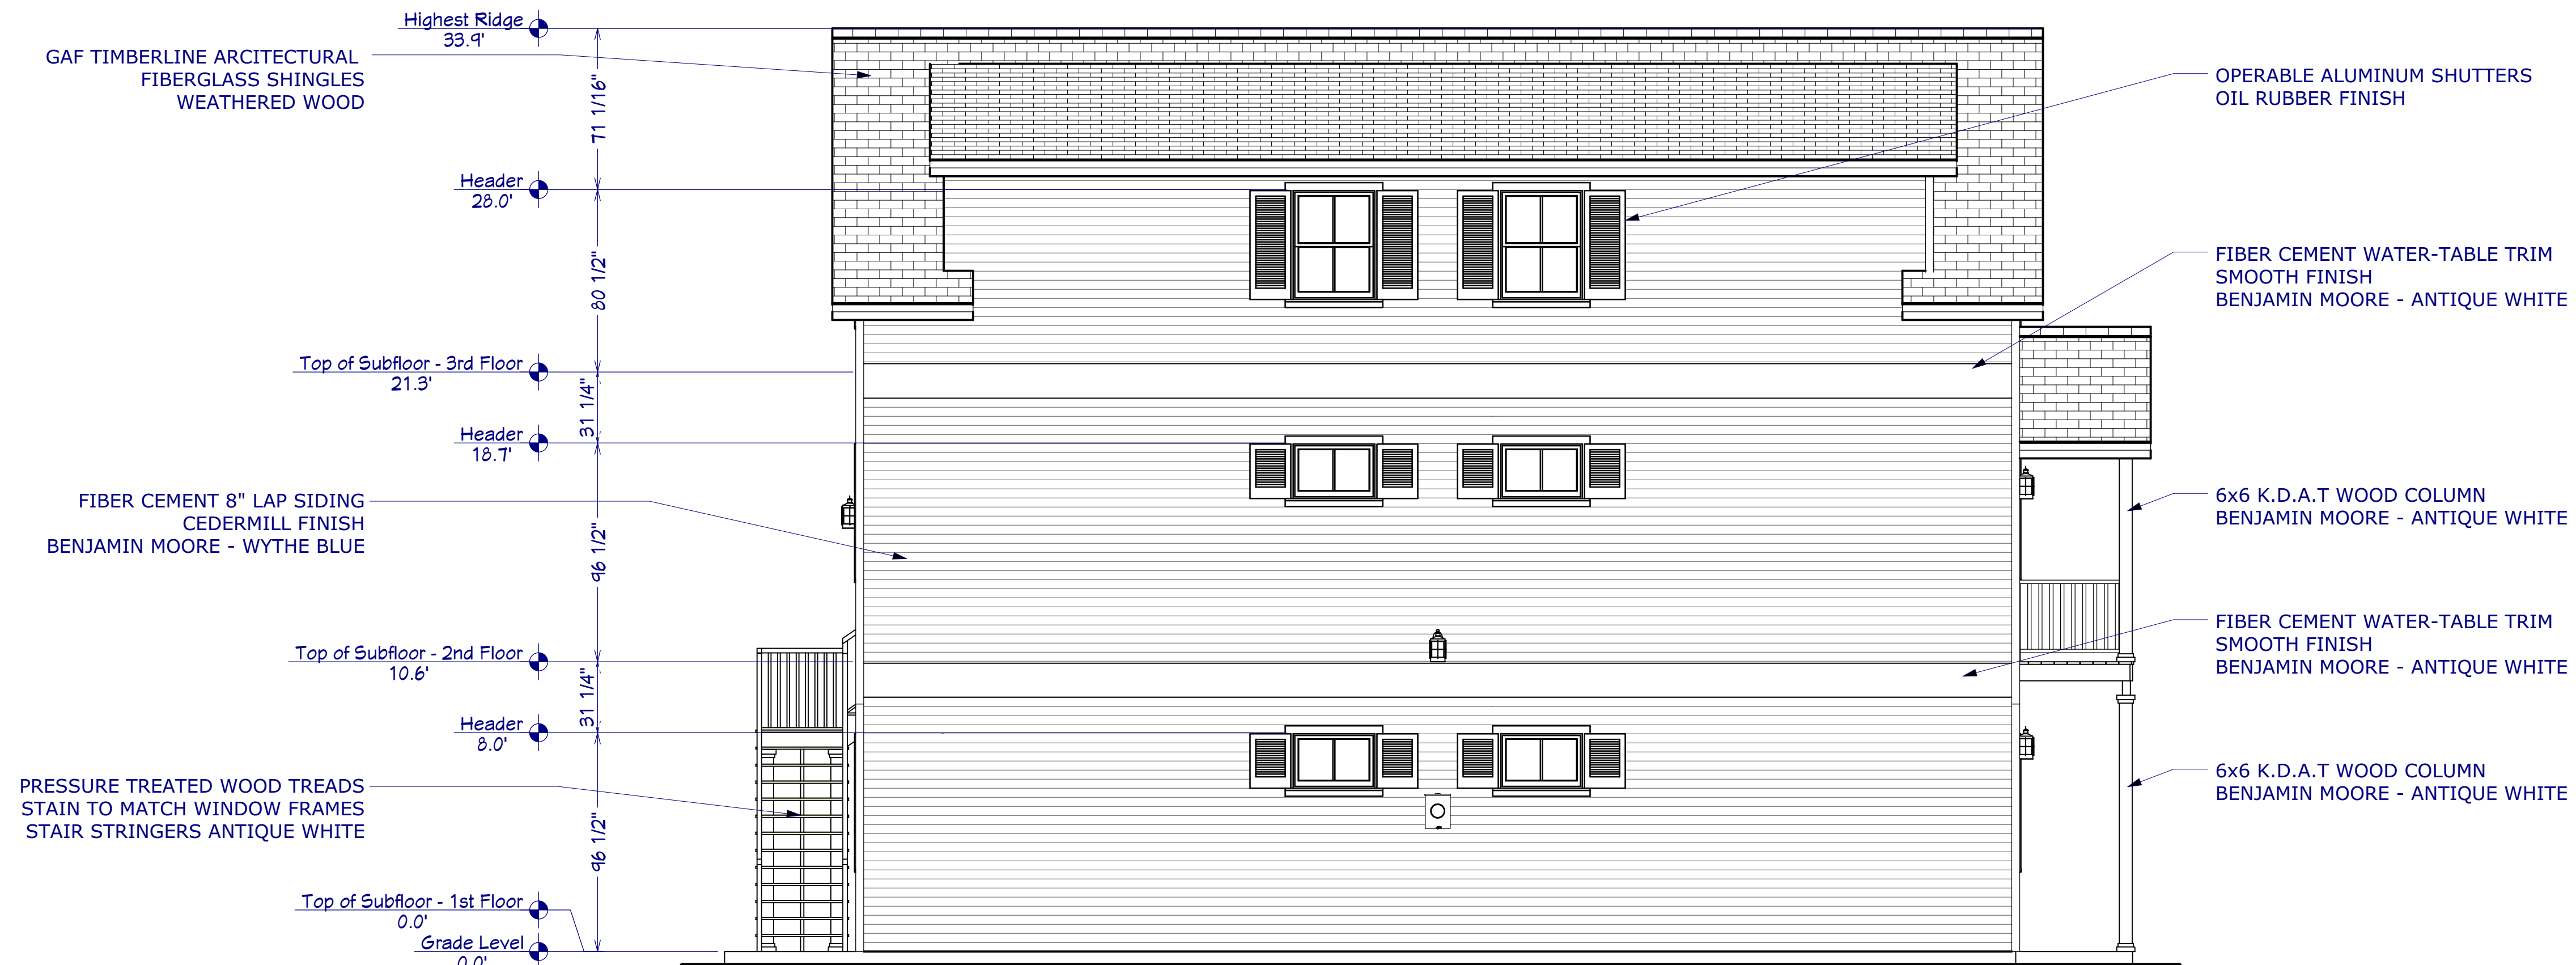 Highest Ridge
33.9'
GAF TIMBERLINE ARCITECTURAL
FIBERGLASS SHINGLES
WEATHERED WOOD
71 1/16"
Header
28.0'
80 1/2"
Top of Subfloor - 3rd Floor
21.3'
31 1/4"
Header
18.7'
FIBER CEMENT 8" LAP SIDING
CEDERMILL FINISH
BENJAMIN MOORE - WYTHE BLUE
96 1/2"
Top of Subfloor - 2nd Floor
10.6'
31 1/4"
Header
8.0'
PRESSURE TREATED WOOD TREADS
STAIN TO MATCH WINDOW FRAMES
STAIR STRINGERS ANTIQUE WHITE
96 1/2"
Top of Subfloor - 1st Floor
0.0'
Grade Level
0.0'
OPERABLE ALUMINUM SHUTTERS
OIL RUBBER FINISH
FIBER CEMENT WATER-TABLE TRIM
SMOOTH FINISH
BENJAMIN MOORE - ANTIQUE WHITE
6x6 K.D.A.T WOOD COLUMN
BENJAMIN MOORE - ANTIQUE WHITE
FIBER CEMENT WATER-TABLE TRIM
SMOOTH FINISH
BENJAMIN MOORE - ANTIQUE WHITE
6x6 K.D.A.T WOOD COLUMN
BENJAMIN MOORE - ANTIQUE WHITE